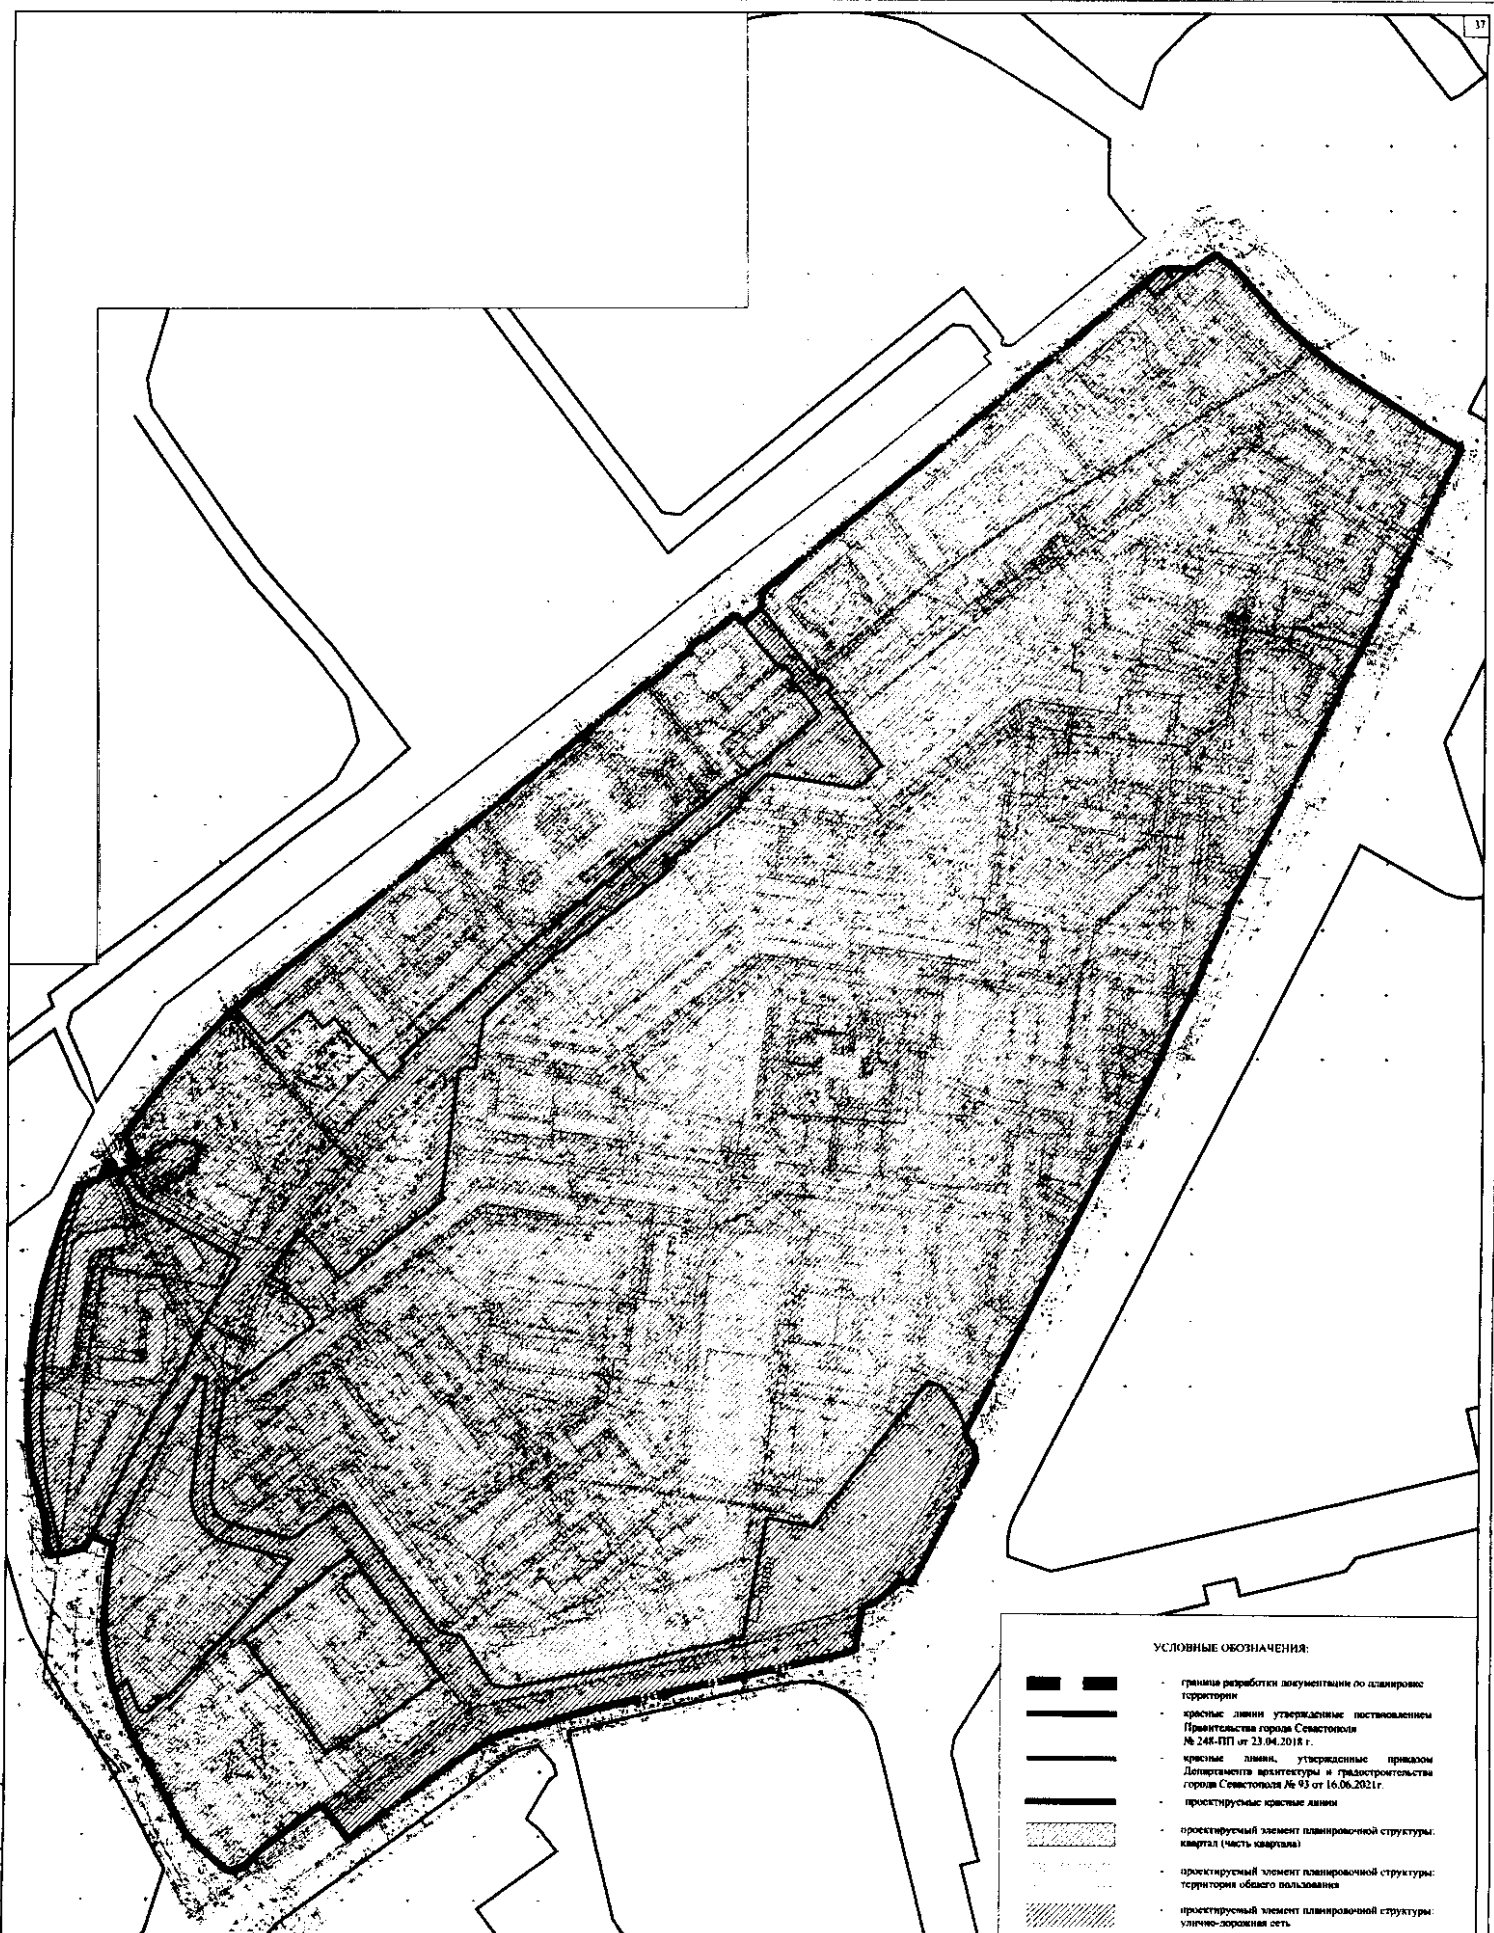 37
УСЛОВНЫЕ ОБОЗНАЧЕНИЯ:
- граница разработки документации по планировке
территории
- красные линии утвержденные постановлением
Правительства города Севастополя
№ 248-ПП от 23.04.2018 г.
- красные линии, утвержденные приказом
Департамента архитектуры и градостроительства
города Севастополя № 93 от 16.06.2021г.
- проектируемые красные линии
- проектируемый элемент планировочной структуры:
квартал (часть квартала)
- проектируемый элемент планировочной структуры:
территория общего пользования
- проектируемый элемент планировочной структуры:
улично-дорожная сеть